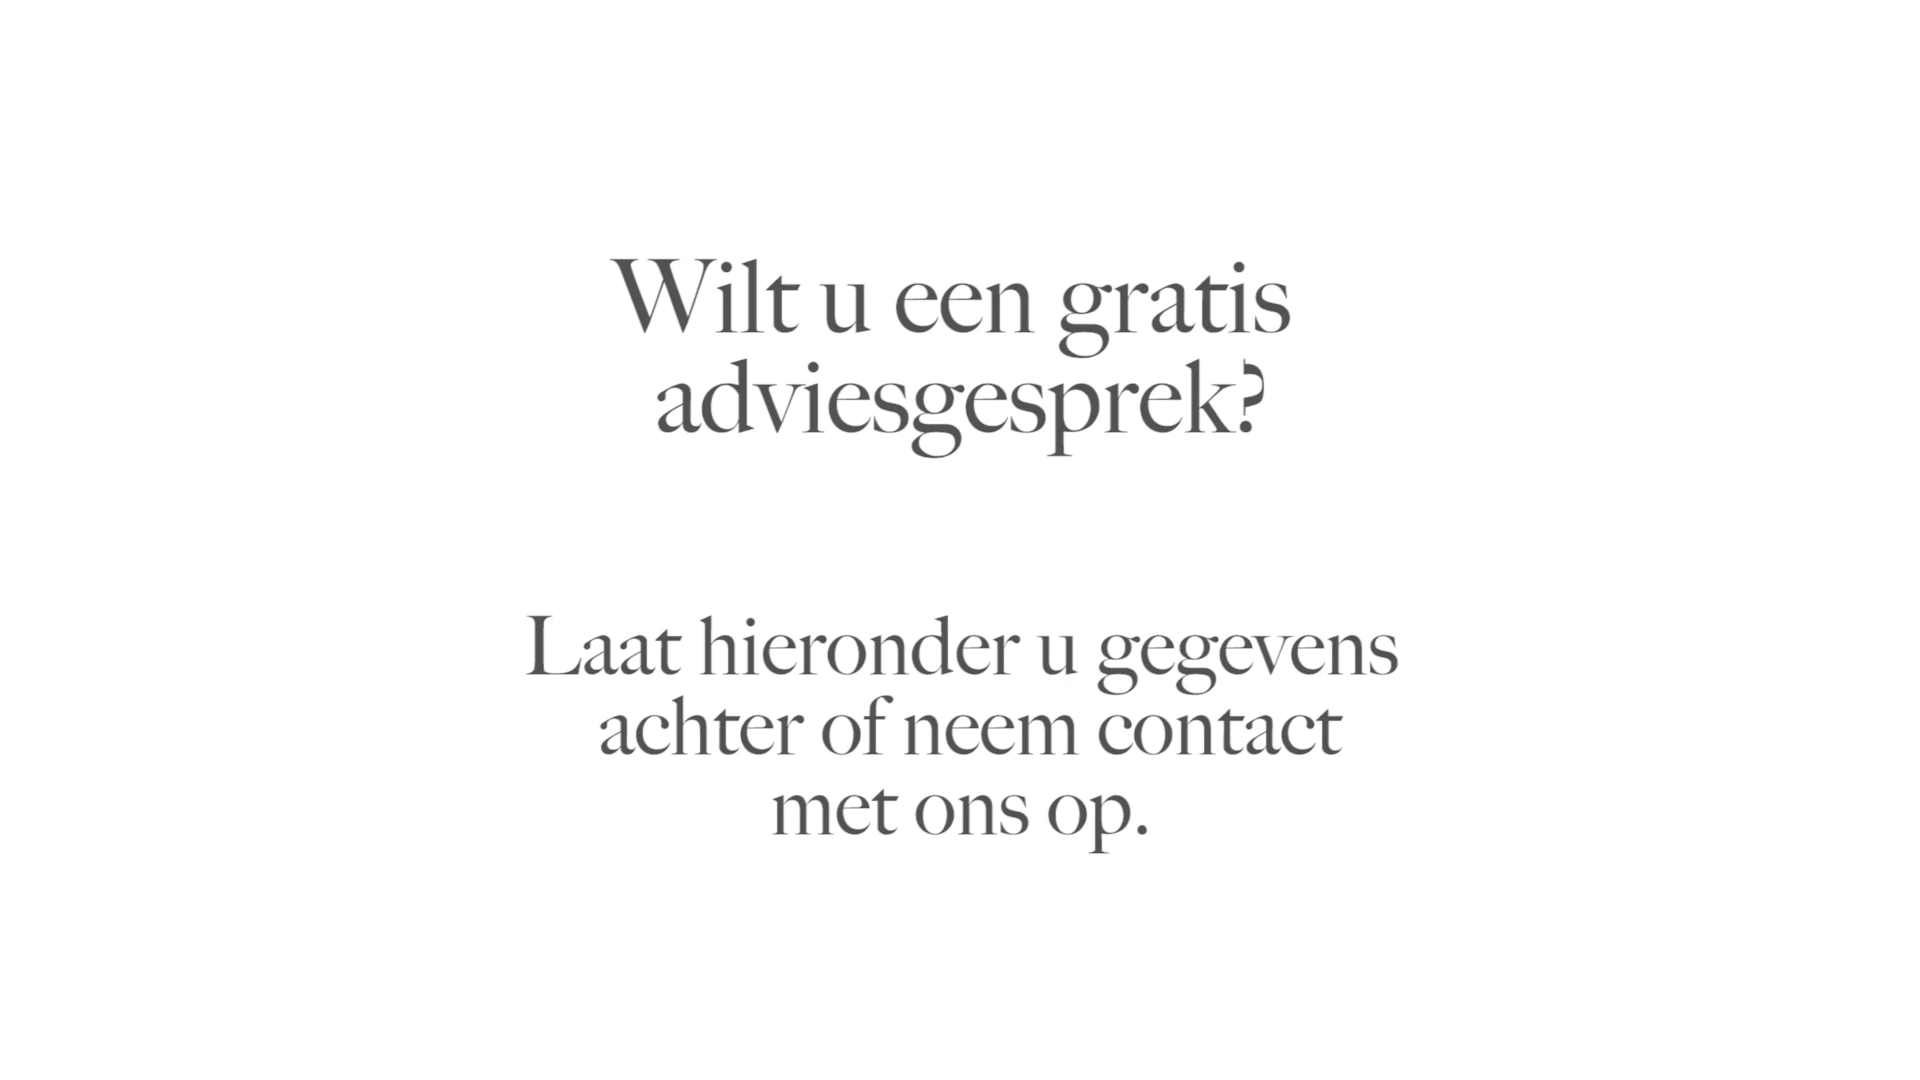 Wilt u een gratis
adviesgesprek?
Laat hieronder u gegevens
achter of neem contact
met ons op.